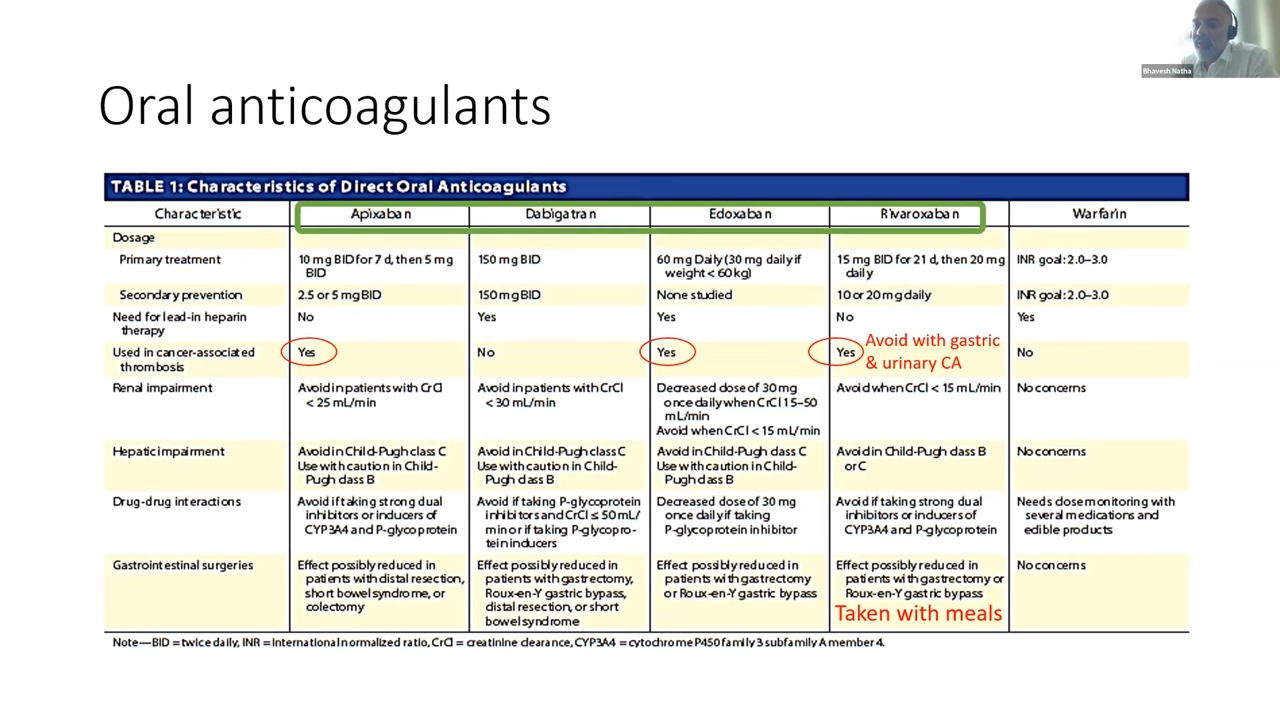 Bhavesh Natha
Oral anticoagulants
TABLE 1: Characteristics of Direct Oral Anticoagulants
Characteristic Apixaban Dabigatran Edoxaban Rivaroxaban Warfarin
Dosage
Primary treatment
10 mg BID for 7 d, then 5 mg
BID
150 mg BID
60 mg Daily (30 mg daily if
weight < 60 kg)
15 mg BID for 21 d, then 20 mg
daily
INR goal: 2.0–3.0
Secondary prevention
2.5 or 5 mg BID
150 mg BID
None studied
10 or 20 mg daily
INR goal: 2.0–3.0
Need for lead-in heparin
therapy
No
Yes
Yes
No
Yes
Used in cancer-associated
thrombosis
Yes
No
Yes
Yes
Avoid with gastric
& urinary CA
No
Renal impairment
Avoid in patients with CrCl
< 25 mL/min
Avoid in patients with CrCl
< 30 mL/min
Decreased dose of 30 mg
once daily when CrCl 15–50
mL/min
Avoid when CrCl < 15 mL/min
Avoid when CrCl < 15 mL/min
No concerns
Hepatic impairment
Avoid in Child-Pugh class C
Use with caution in Child-
Pugh class B
Avoid in Child-Pugh class C
Use with caution in Child-
Pugh class B
Avoid in Child-Pugh class C
Use with caution in Child-
Pugh class B
Avoid in Child-Pugh class B
or C
No concerns
Drug-drug interactions
Avoid if taking strong dual
inhibitors or inducers of
CYP3A4 and P-glycoprotein
Avoid if taking P-glycoprotein
inhibitors and CrCl ≤ 50 mL/
min or if taking P-glycopro-
tein inducers
Decreased dose of 30 mg
once daily if taking
P-glycoprotein inhibitor
Avoid if taking strong dual
inhibitors or inducers of
CYP3A4 and P-glycoprotein
Needs close monitoring with
several medications and
edible products
Gastrointestinal surgeries
Effect possibly reduced in
patients with distal resection,
short bowel syndrome, or
colectomy
Effect possibly reduced in
patients with gastrectomy,
Roux-en-Y gastric bypass,
distal resection, or short
bowel syndrome
Effect possibly reduced in
patients with gastrectomy
or Roux-en-Y gastric bypass
Effect possibly reduced in
patients with gastrectomy or
Roux-en-Y gastric bypass
Taken with meals
No concerns
Note—BID = twice daily, INR = International normalized ratio, CrCl = creatinine clearance, CYP3A4 = cytochrome P450 family 3 subfamily A member 4.